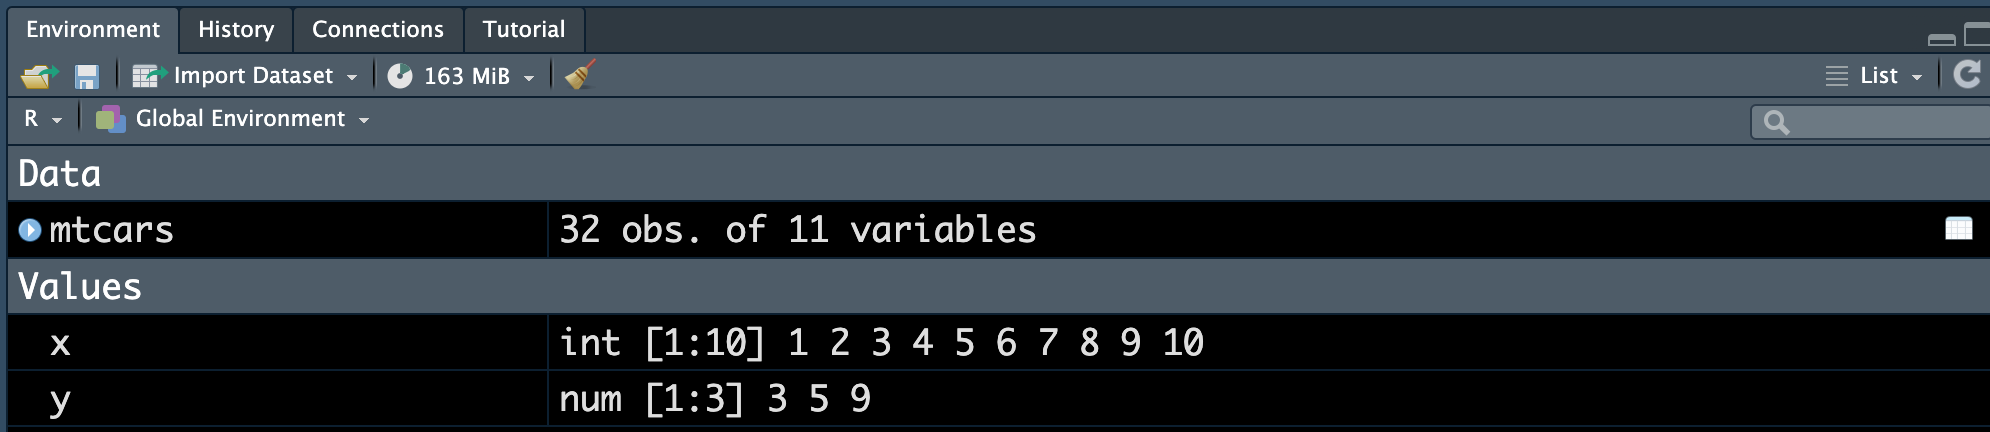 Environment History Connections Tutorial
Import Dataset 163 MiB List
R Global Environment
Data
mtcars 32 obs. of 11 variables
Values
x int [1:10] 1 2 3 4 5 6 7 8 9 10
y num [1:3] 3 5 9